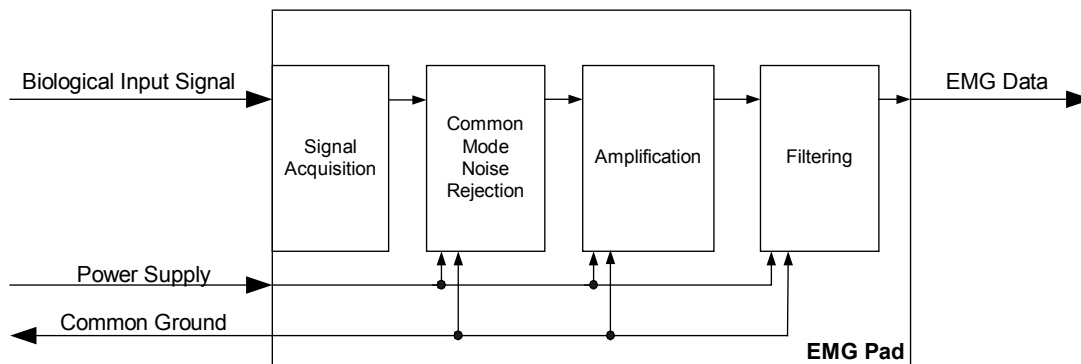 Biological Input Signal
EMG Data
Signal
Acquisition
Common
Mode
Noise
Rejection
Amplification
Filtering
Power Supply
Common Ground
EMG Pad